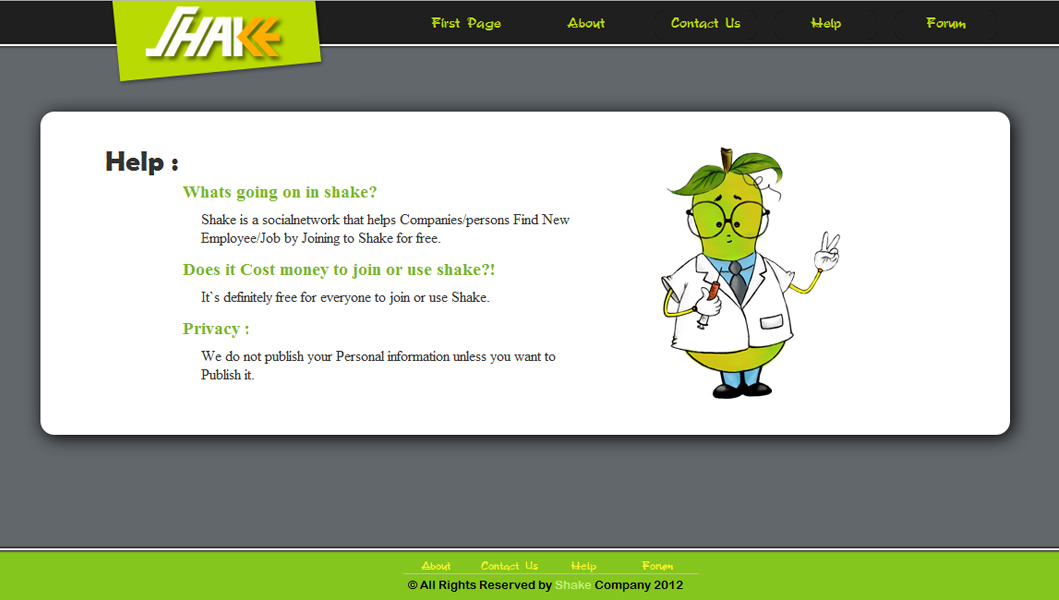 SHAKE
First Page About Contact Us Help Forum
Help :
Whats going on in shake?
Shake is a socialnetwork that helps Companies/persons Find New
Employee/Job by Joining to Shake for free.
Does it Cost money to join or use shake?!
It`s definitely free for everyone to join or use Shake.
Privacy :
We do not publish your Personal information unless you want to
Publish it.
About Contact Us Help Forum
© All Rights Reserved by Shake Company 2012